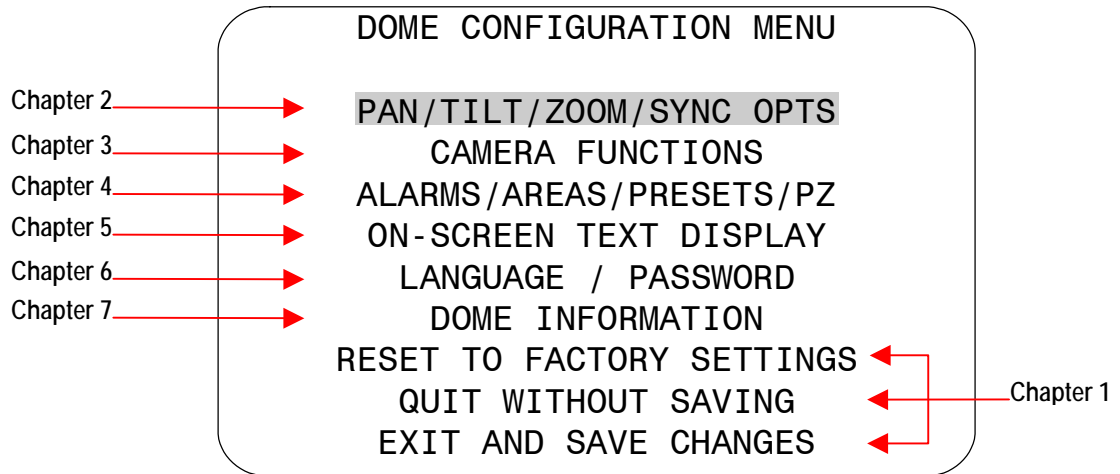 DOME CONFIGURATION MENU
Chapter 2 PAN/TILT/ZOOM/SYNC OPTS
Chapter 3 CAMERA FUNCTIONS
Chapter 4 ALARMS/AREAS/PRESETS/PZ
Chapter 5 ON-SCREEN TEXT DISPLAY
Chapter 6 LANGUAGE / PASSWORD
Chapter 7 DOME INFORMATION
RESET TO FACTORY SETTINGS
QUIT WITHOUT SAVING Chapter 1
EXIT AND SAVE CHANGES